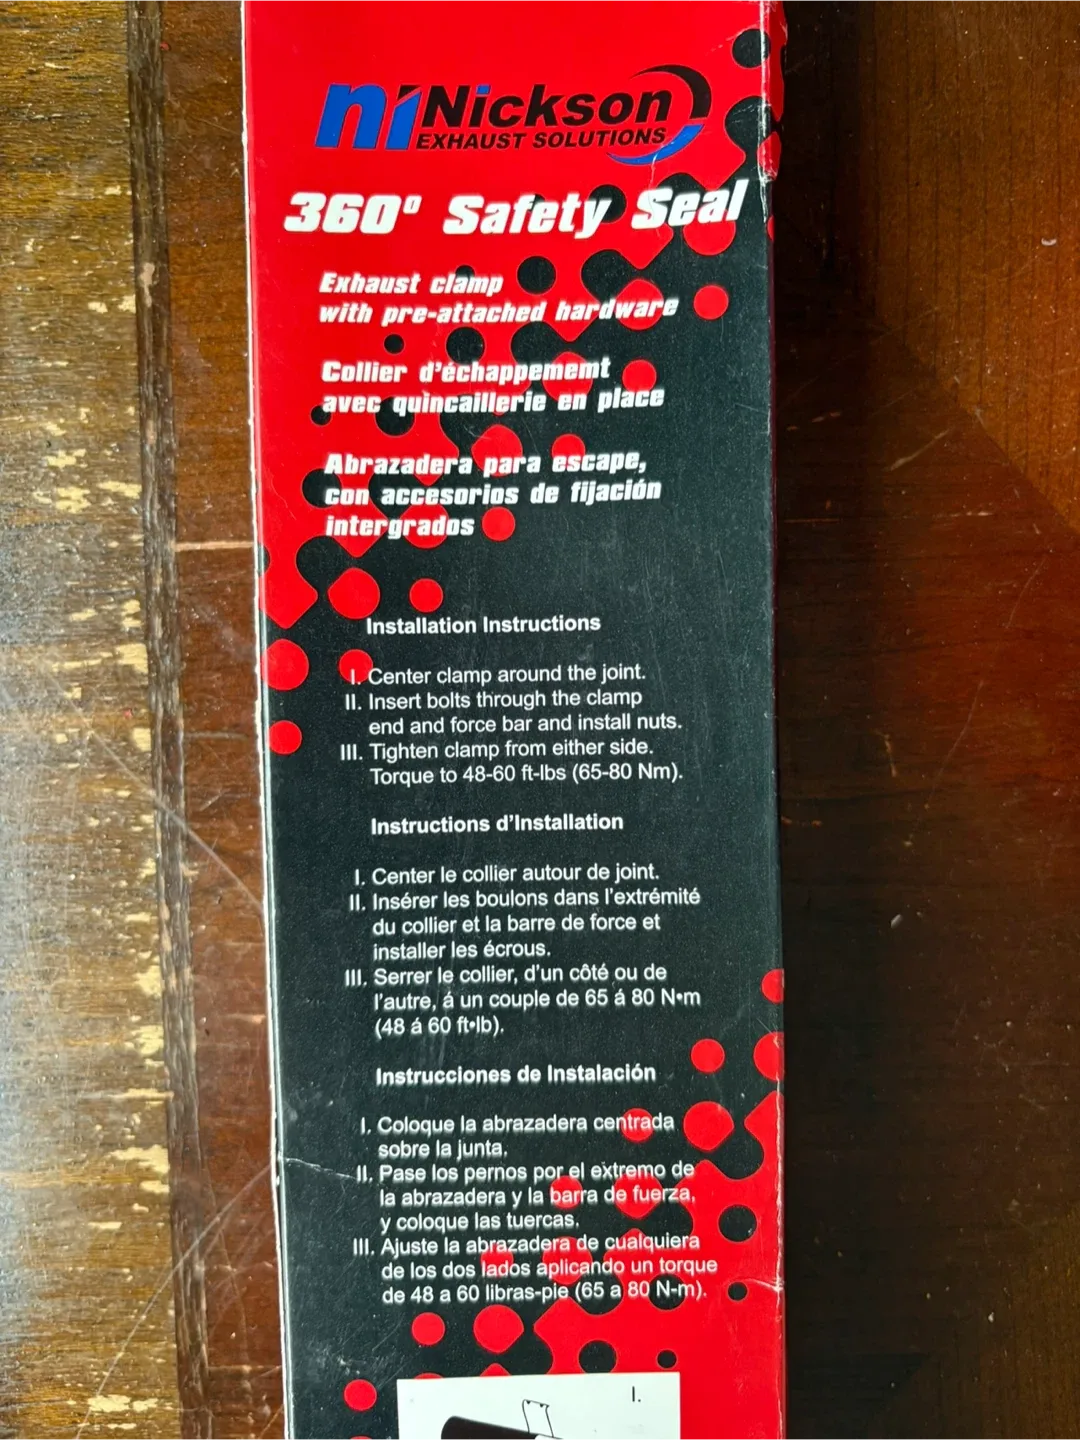 ni Nickson
EXHAUST SOLUTIONS
360° Safety Seal
Exhaust clamp
with pre-attached hardware
Collier d'échappememt
avec quincaillerie en place
Abrazadera para escape,
con accesorios de fijación
intergrados
Installation Instructions
I. Center clamp around the joint.
II. Insert bolts through the clamp
end and force bar and install nuts.
III. Tighten clamp from either side.
Torque to 48-60 ft-lbs (65-80 Nm).
Instructions d'Installation
I. Center le collier autour de joint.
II. Insérer les boulons dans l'extrémité
du collier et la barre de force et
installer les écrous.
III. Serrer le collier, d'un côté ou de
l'autre, á un couple de 65 á 80 N•m
(48 á 60 ft•lb).
Instrucciones de Instalación
I. Coloque la abrazadera centrada
sobre la junta.
II. Pase los pernos por el extremo de
la abrazadera y la barra de fuerza,
y coloque las tuercas.
III. Ajuste la abrazadera de cualquiera
de los dos lados aplicando un torque
de 48 a 60 libras-pie (65 a 80 N-m).
I.